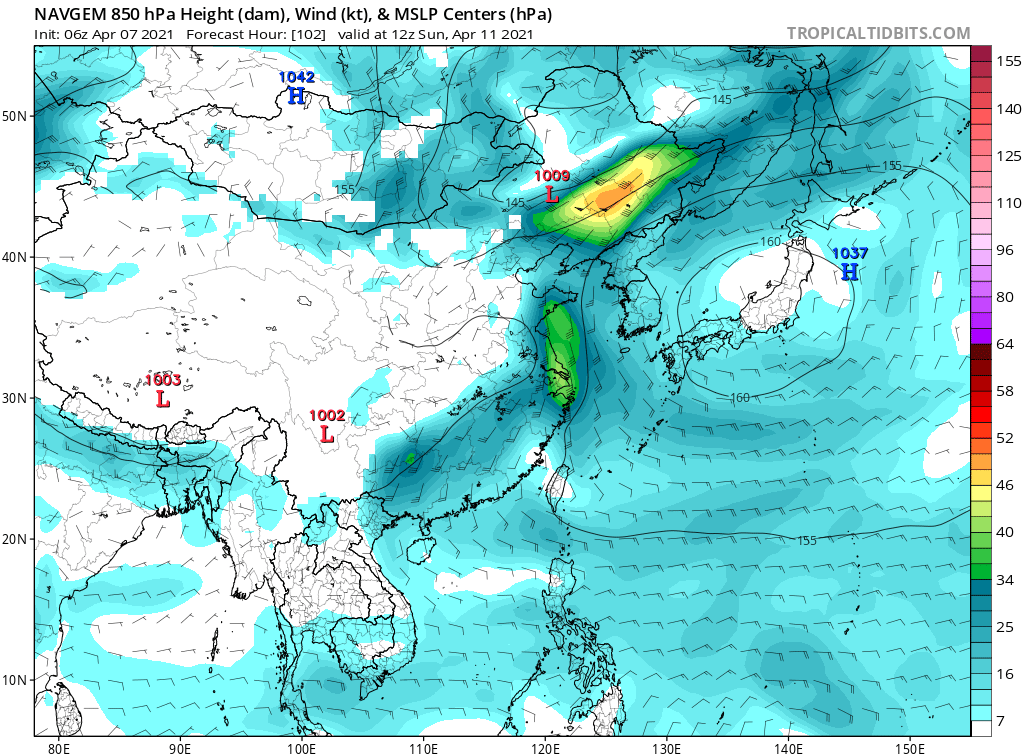 NAVGEM 850 hPa Height (dam), Wind (kt), & MSLP Centers (hPa)
Init: 06z Apr 07 2021 Forecast Hour: [102] valid at 12z Sun, Apr 11 2021
TROPICALTIDBITS.COM
155
140
125
110
96
80
64
58
52
46
40
34
25
16
7
50N
40N
30N
20N
10N
80E
90E
100E
110E
120E
130E
140E
150E
1042
H
145
155
1009
L
145
155
160
1037
H
160
1003
L
1002
L
155